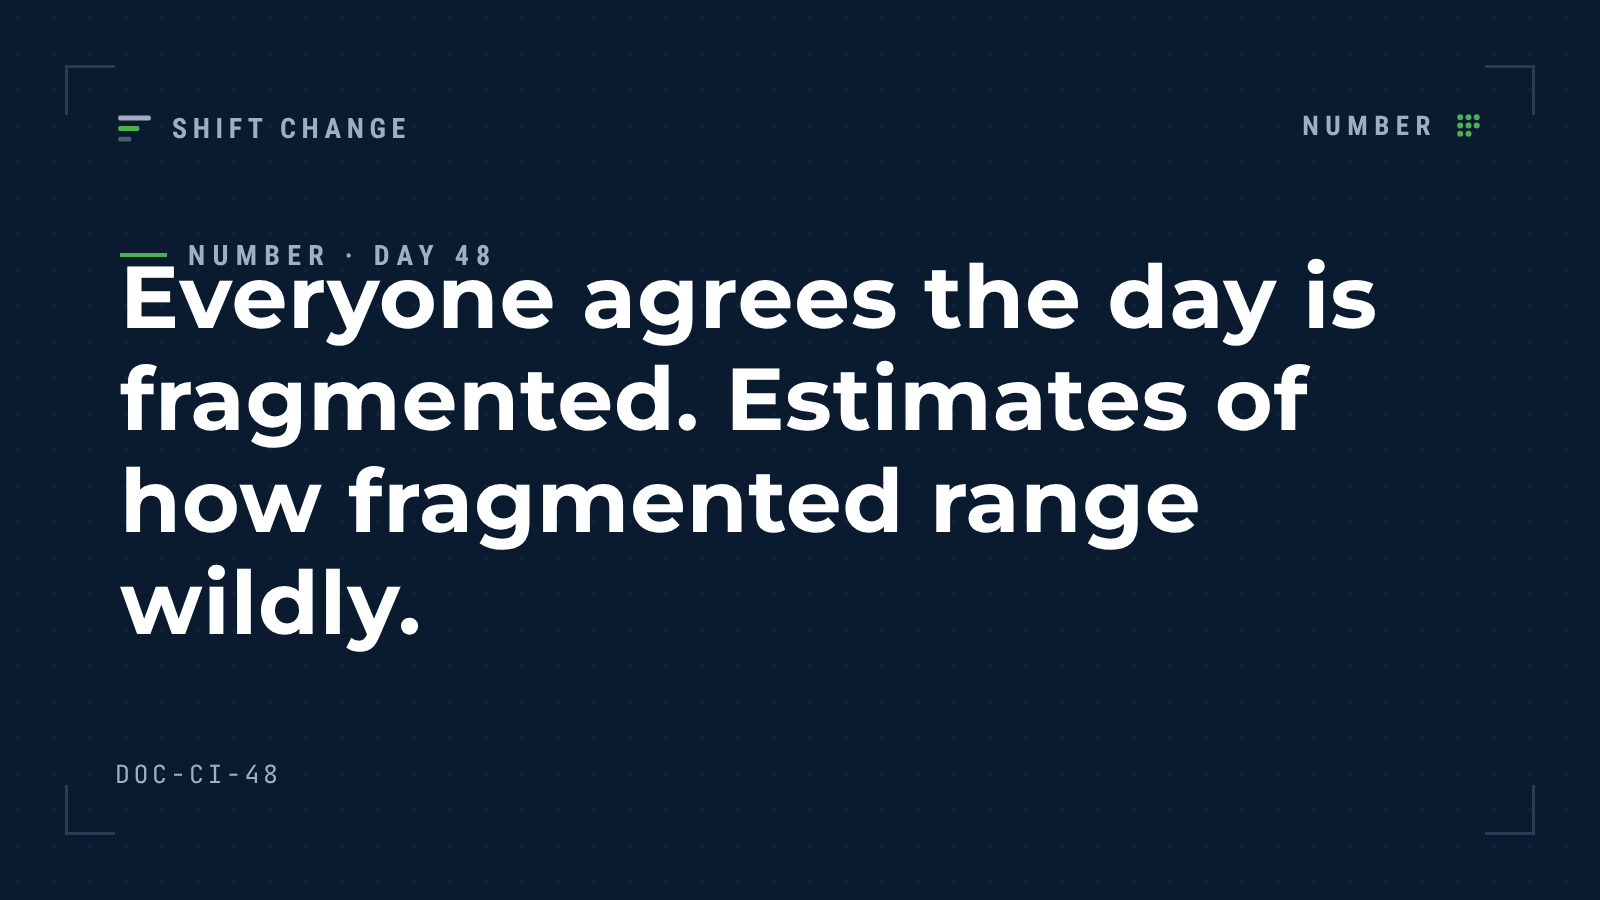 SHIFT CHANGE
NUMBER
NUMBER · DAY 48
Everyone agrees the day is
fragmented. Estimates of
how fragmented range
wildly.
DOC-CI-48